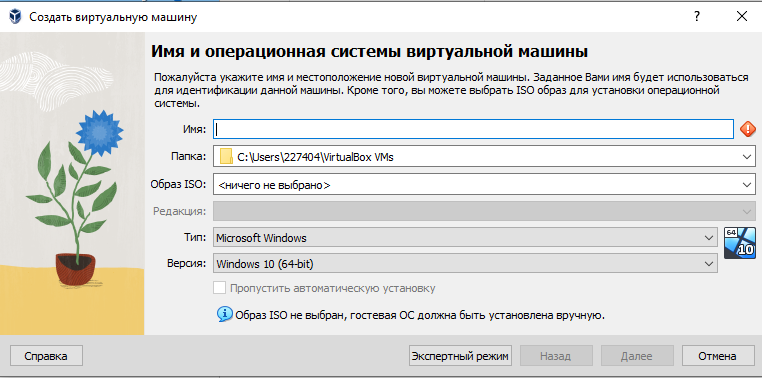 Создать виртуальную машину
Имя и операционная системы виртуальной машины
Пожалуйста укажите имя и местоположение новой виртуальной машины. Заданное Вами имя будет использоваться
для идентификации данной машины. Кроме того, вы можете выбрать ISO образ для установки операционной
системы.
Имя:
Папка: C:\Users\227404\VirtualBox VMs
Образ ISO: <ничего не выбрано>
Редакция:
Тип: Microsoft Windows
64
10
Версия: Windows 10 (64-bit)
Пропустить автоматическую установку
Образ ISO не выбран, гостевая ОС должна быть установлена вручную.
Справка Экспертный режим Назад Далее Отмена